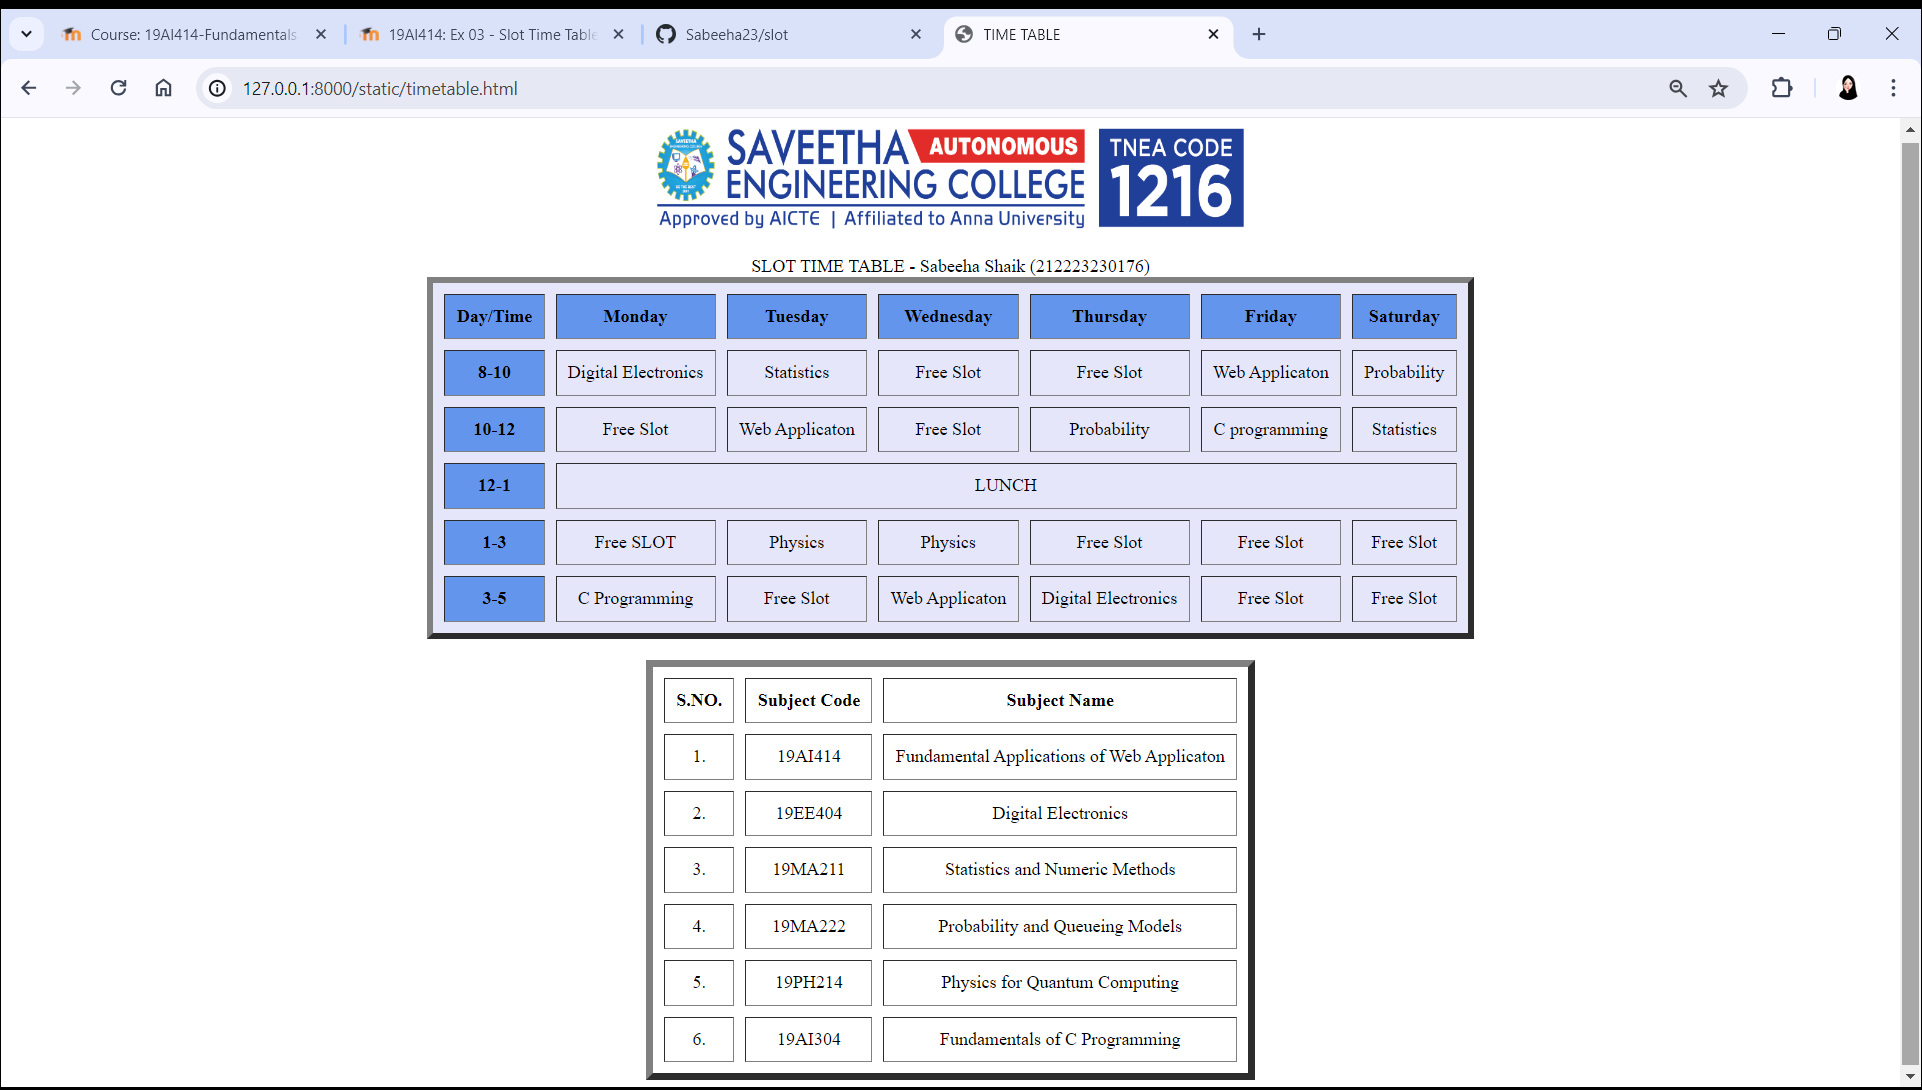 Course: 19AI414-Fundamentals
19AI414: Ex 03 - Slot Time Table
Sabeeha23/slot
TIME TABLE
127.0.0.1:8000/static/timetable.html
SAVEETHA AUTONOMOUS
ENGINEERING COLLEGE
Approved by AICTE | Affiliated to Anna University
TNEA CODE
1216
SLOT TIME TABLE - Sabeeha Shaik (212223230176)
Day/Time Monday Tuesday Wednesday Thursday Friday Saturday
8-10 Digital Electronics Statistics Free Slot Free Slot Web Applicaton Probability
10-12 Free Slot Web Applicaton Free Slot Probability C programming Statistics
12-1 LUNCH
1-3 Free SLOT Physics Physics Free Slot Free Slot Free Slot
3-5 C Programming Free Slot Web Applicaton Digital Electronics Free Slot Free Slot
S.NO. Subject Code Subject Name
1. 19AI414 Fundamental Applications of Web Applicaton
2. 19EE404 Digital Electronics
3. 19MA211 Statistics and Numeric Methods
4. 19MA222 Probability and Queueing Models
5. 19PH214 Physics for Quantum Computing
6. 19AI304 Fundamentals of C Programming